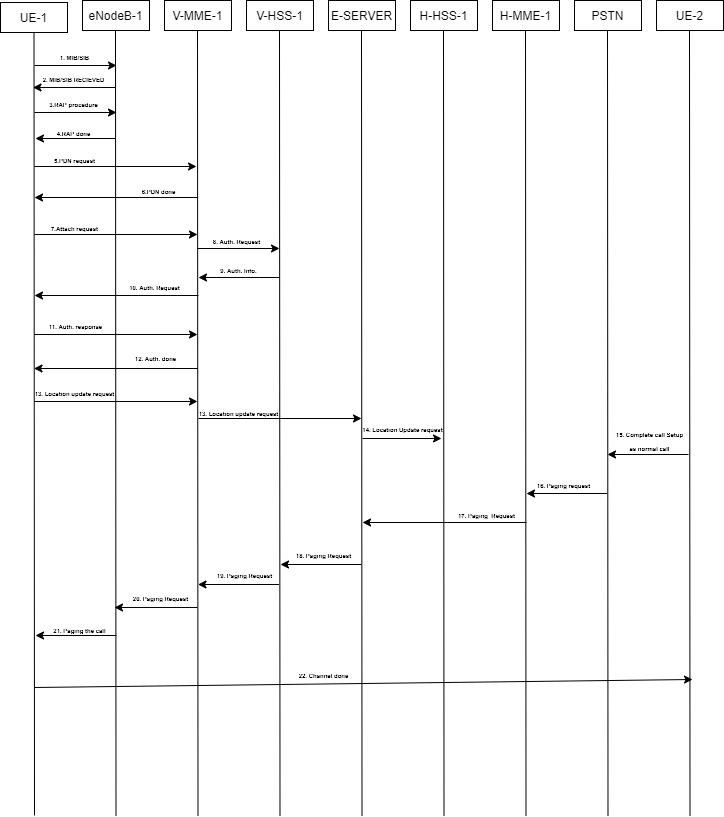 UE-1
eNodeB-1
V-MME-1
V-HSS-1
E-SERVER
H-HSS-1
H-MME-1
PSTN
UE-2
1. MIB/SIB
2. MIB/SIB RECIEVED
3.RAP procedure
4.RAP done
5.PDN request
6.PDN done
7.Attach request
8. Auth. Request
9. Auth. Info.
10. Auth. Request
11. Auth. response
12. Auth. done
13. Location update request
13. Location update request
14. Location Update request
15. Complete call Setup
as normal call
16. Paging request
17. Paging Request
18. Paging Request
19. Paging Request
20. Paging Request
21. Paging the call
22. Channel done